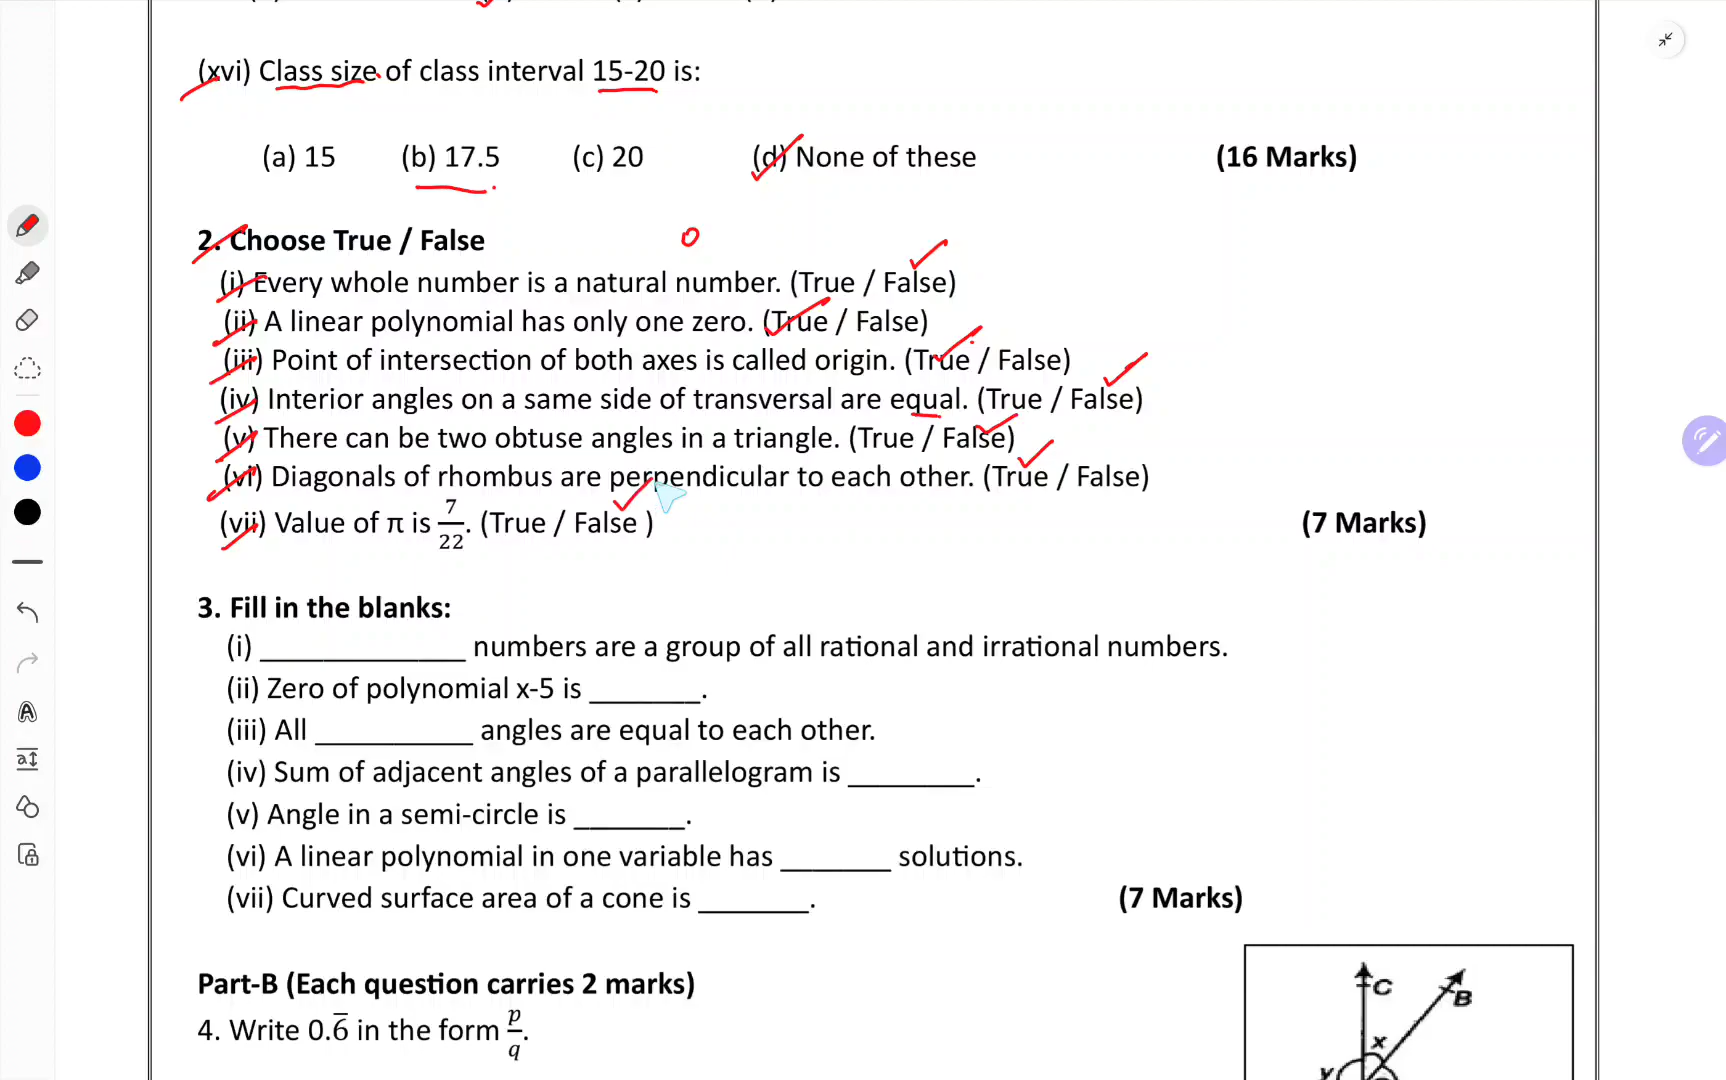 (xvi) Class size of class interval 15-20 is:
(a) 15 (b) 17.5 (c) 20 (d) None of these (16 Marks)
2. Choose True / False
(i) Every whole number is a natural number. (True / False)
(ii) A linear polynomial has only one zero. (True / False)
(iii) Point of intersection of both axes is called origin. (True / False)
(iv) Interior angles on a same side of transversal are equal. (True / False)
(v) There can be two obtuse angles in a triangle. (True / False)
(vi) Diagonals of rhombus are perpendicular to each other. (True / False)
(vii) Value of π is 7/22. (True / False ) (7 Marks)
3. Fill in the blanks:
(i) _____________ numbers are a group of all rational and irrational numbers.
(ii) Zero of polynomial x-5 is _______.
(iii) All __________ angles are equal to each other.
(iv) Sum of adjacent angles of a parallelogram is ________.
(v) Angle in a semi-circle is _______.
(vi) A linear polynomial in one variable has _______ solutions.
(vii) Curved surface area of a cone is _______. (7 Marks)
Part-B (Each question carries 2 marks)
4. Write 0.6̅ in the form p/q.
C
B
x
y